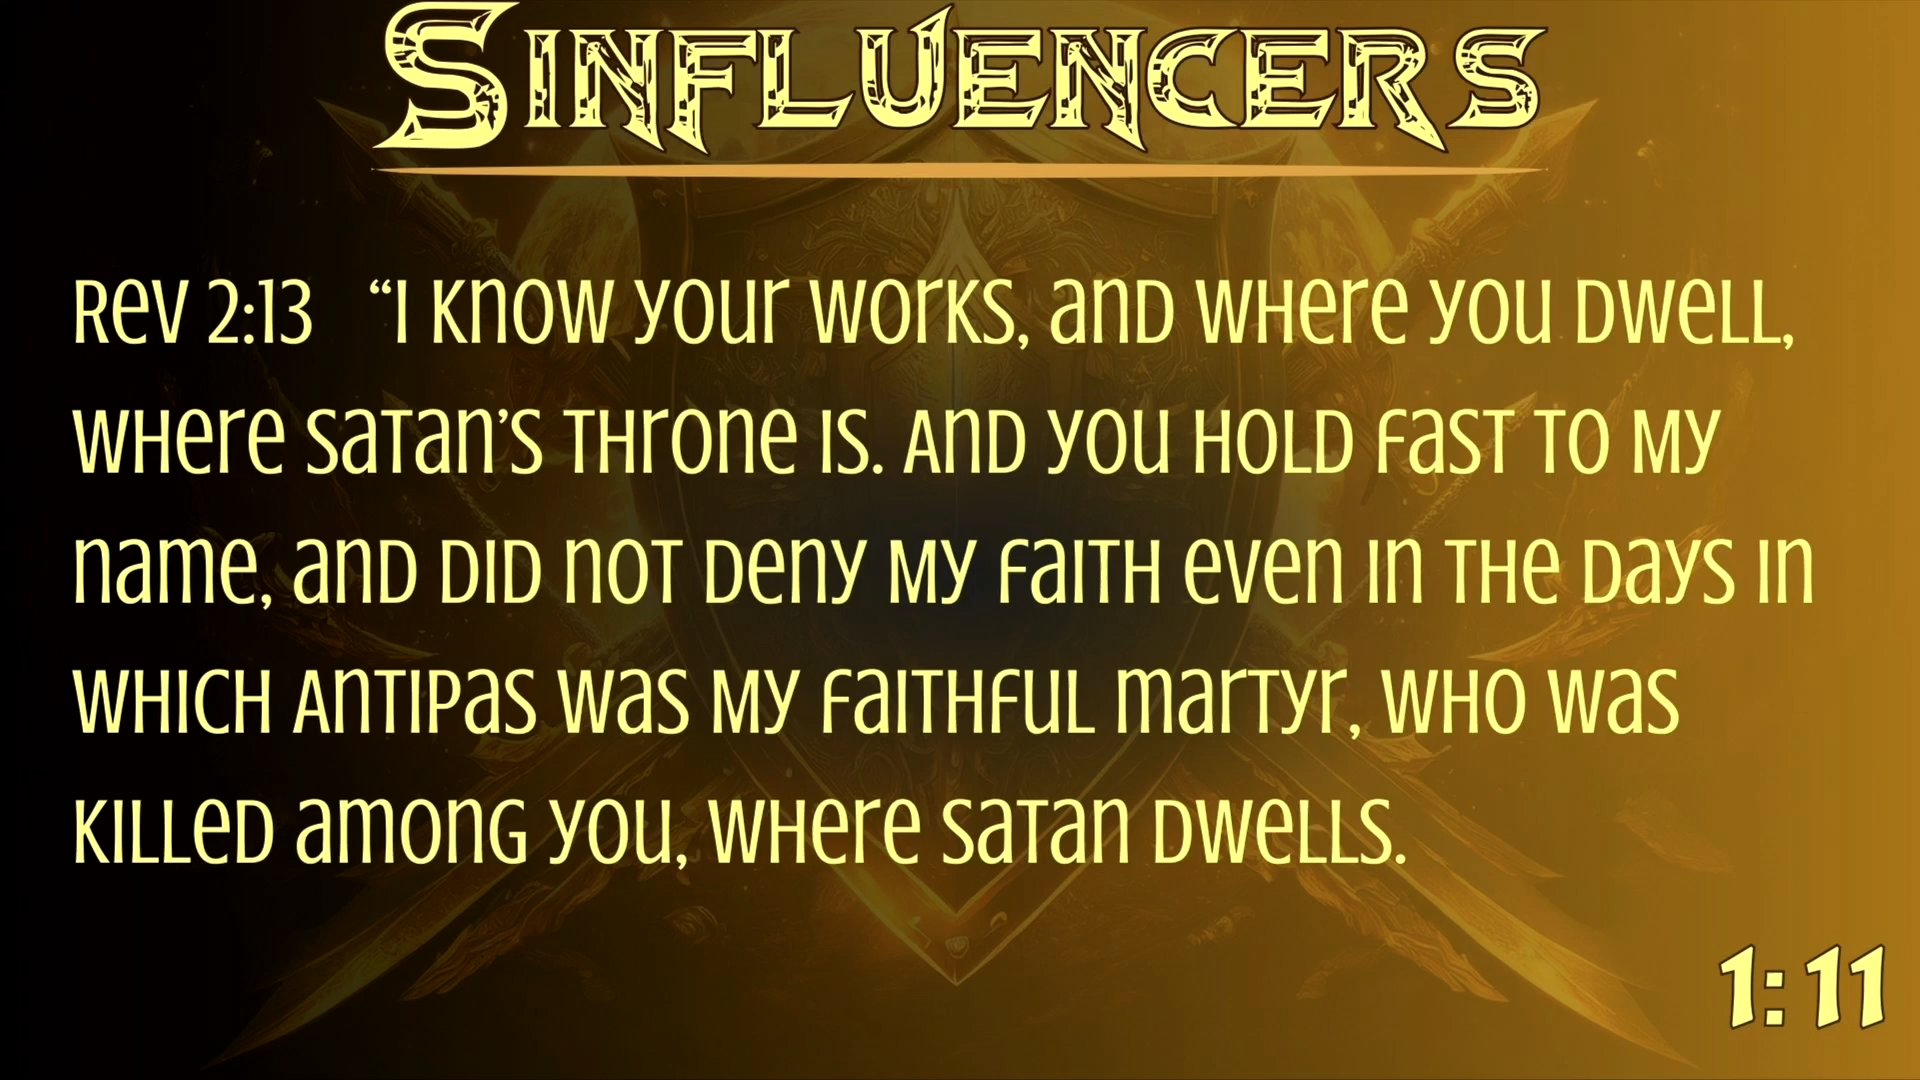 Sinfluencers
Rev 2:13 “I know your works, and where you dwell,
where Satan’s throne is. And you hold fast to My
name, and did not deny My faith even in the days in
which Antipas was My faithful martyr, who was
killed among you, where Satan dwells.
1:11